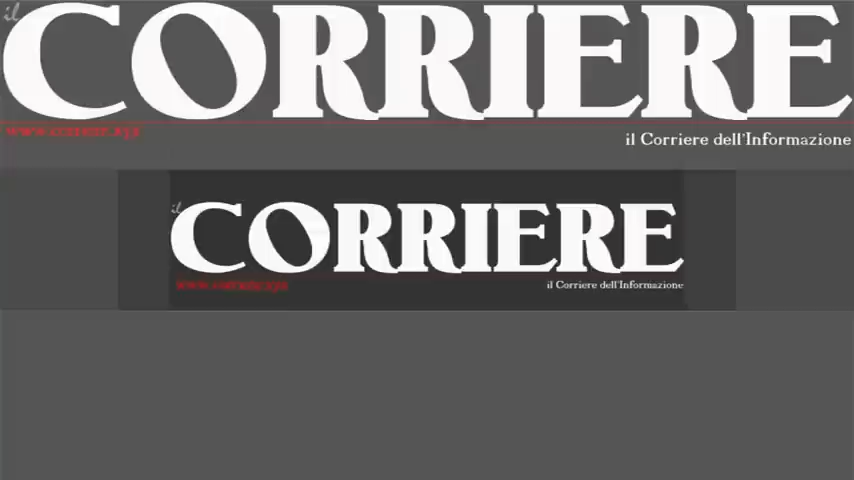 il
CORRIERE
il Corriere dell'Informazione
il
CORRIERE
il Corriere dell'Informazione